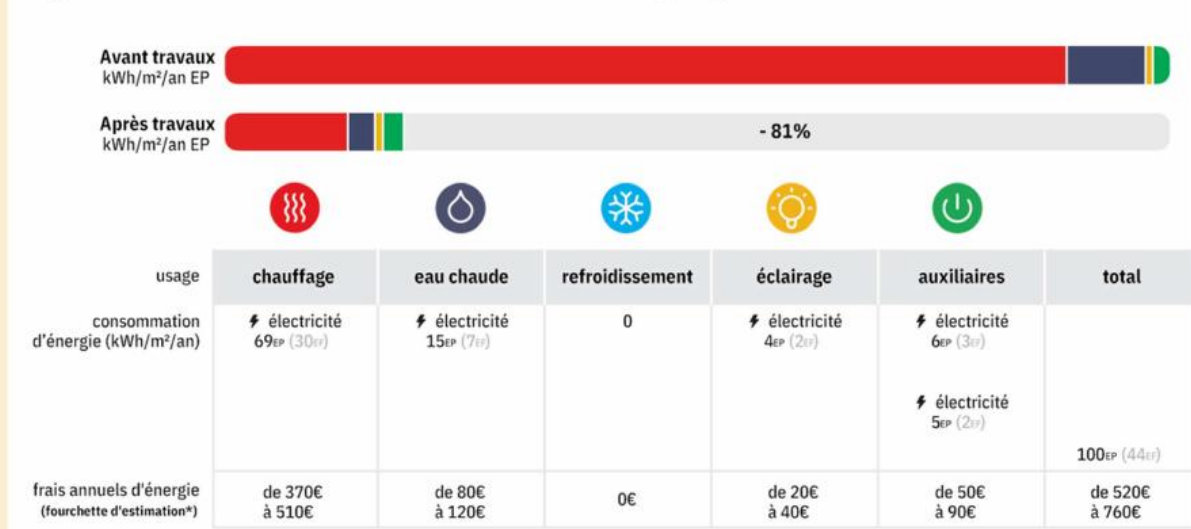 Avant travaux
kWh/m²/an EP
Après travaux
kWh/m²/an EP
- 81%
usage
chauffage
eau chaude
refroidissement
éclairage
auxiliaires
total
consommation
d'énergie (kWh/m²/an)
électricité
69EP (30EF)
électricité
15EP (7EF)
0
électricité
4EP (2EF)
électricité
6EP (3EF)
électricité
5EP (2EF)
100EP (44EF)
frais annuels d'énergie
(fourchette d'estimation*)
de 370€
à 510€
de 80€
à 120€
0€
de 20€
à 40€
de 50€
à 90€
de 520€
à 760€